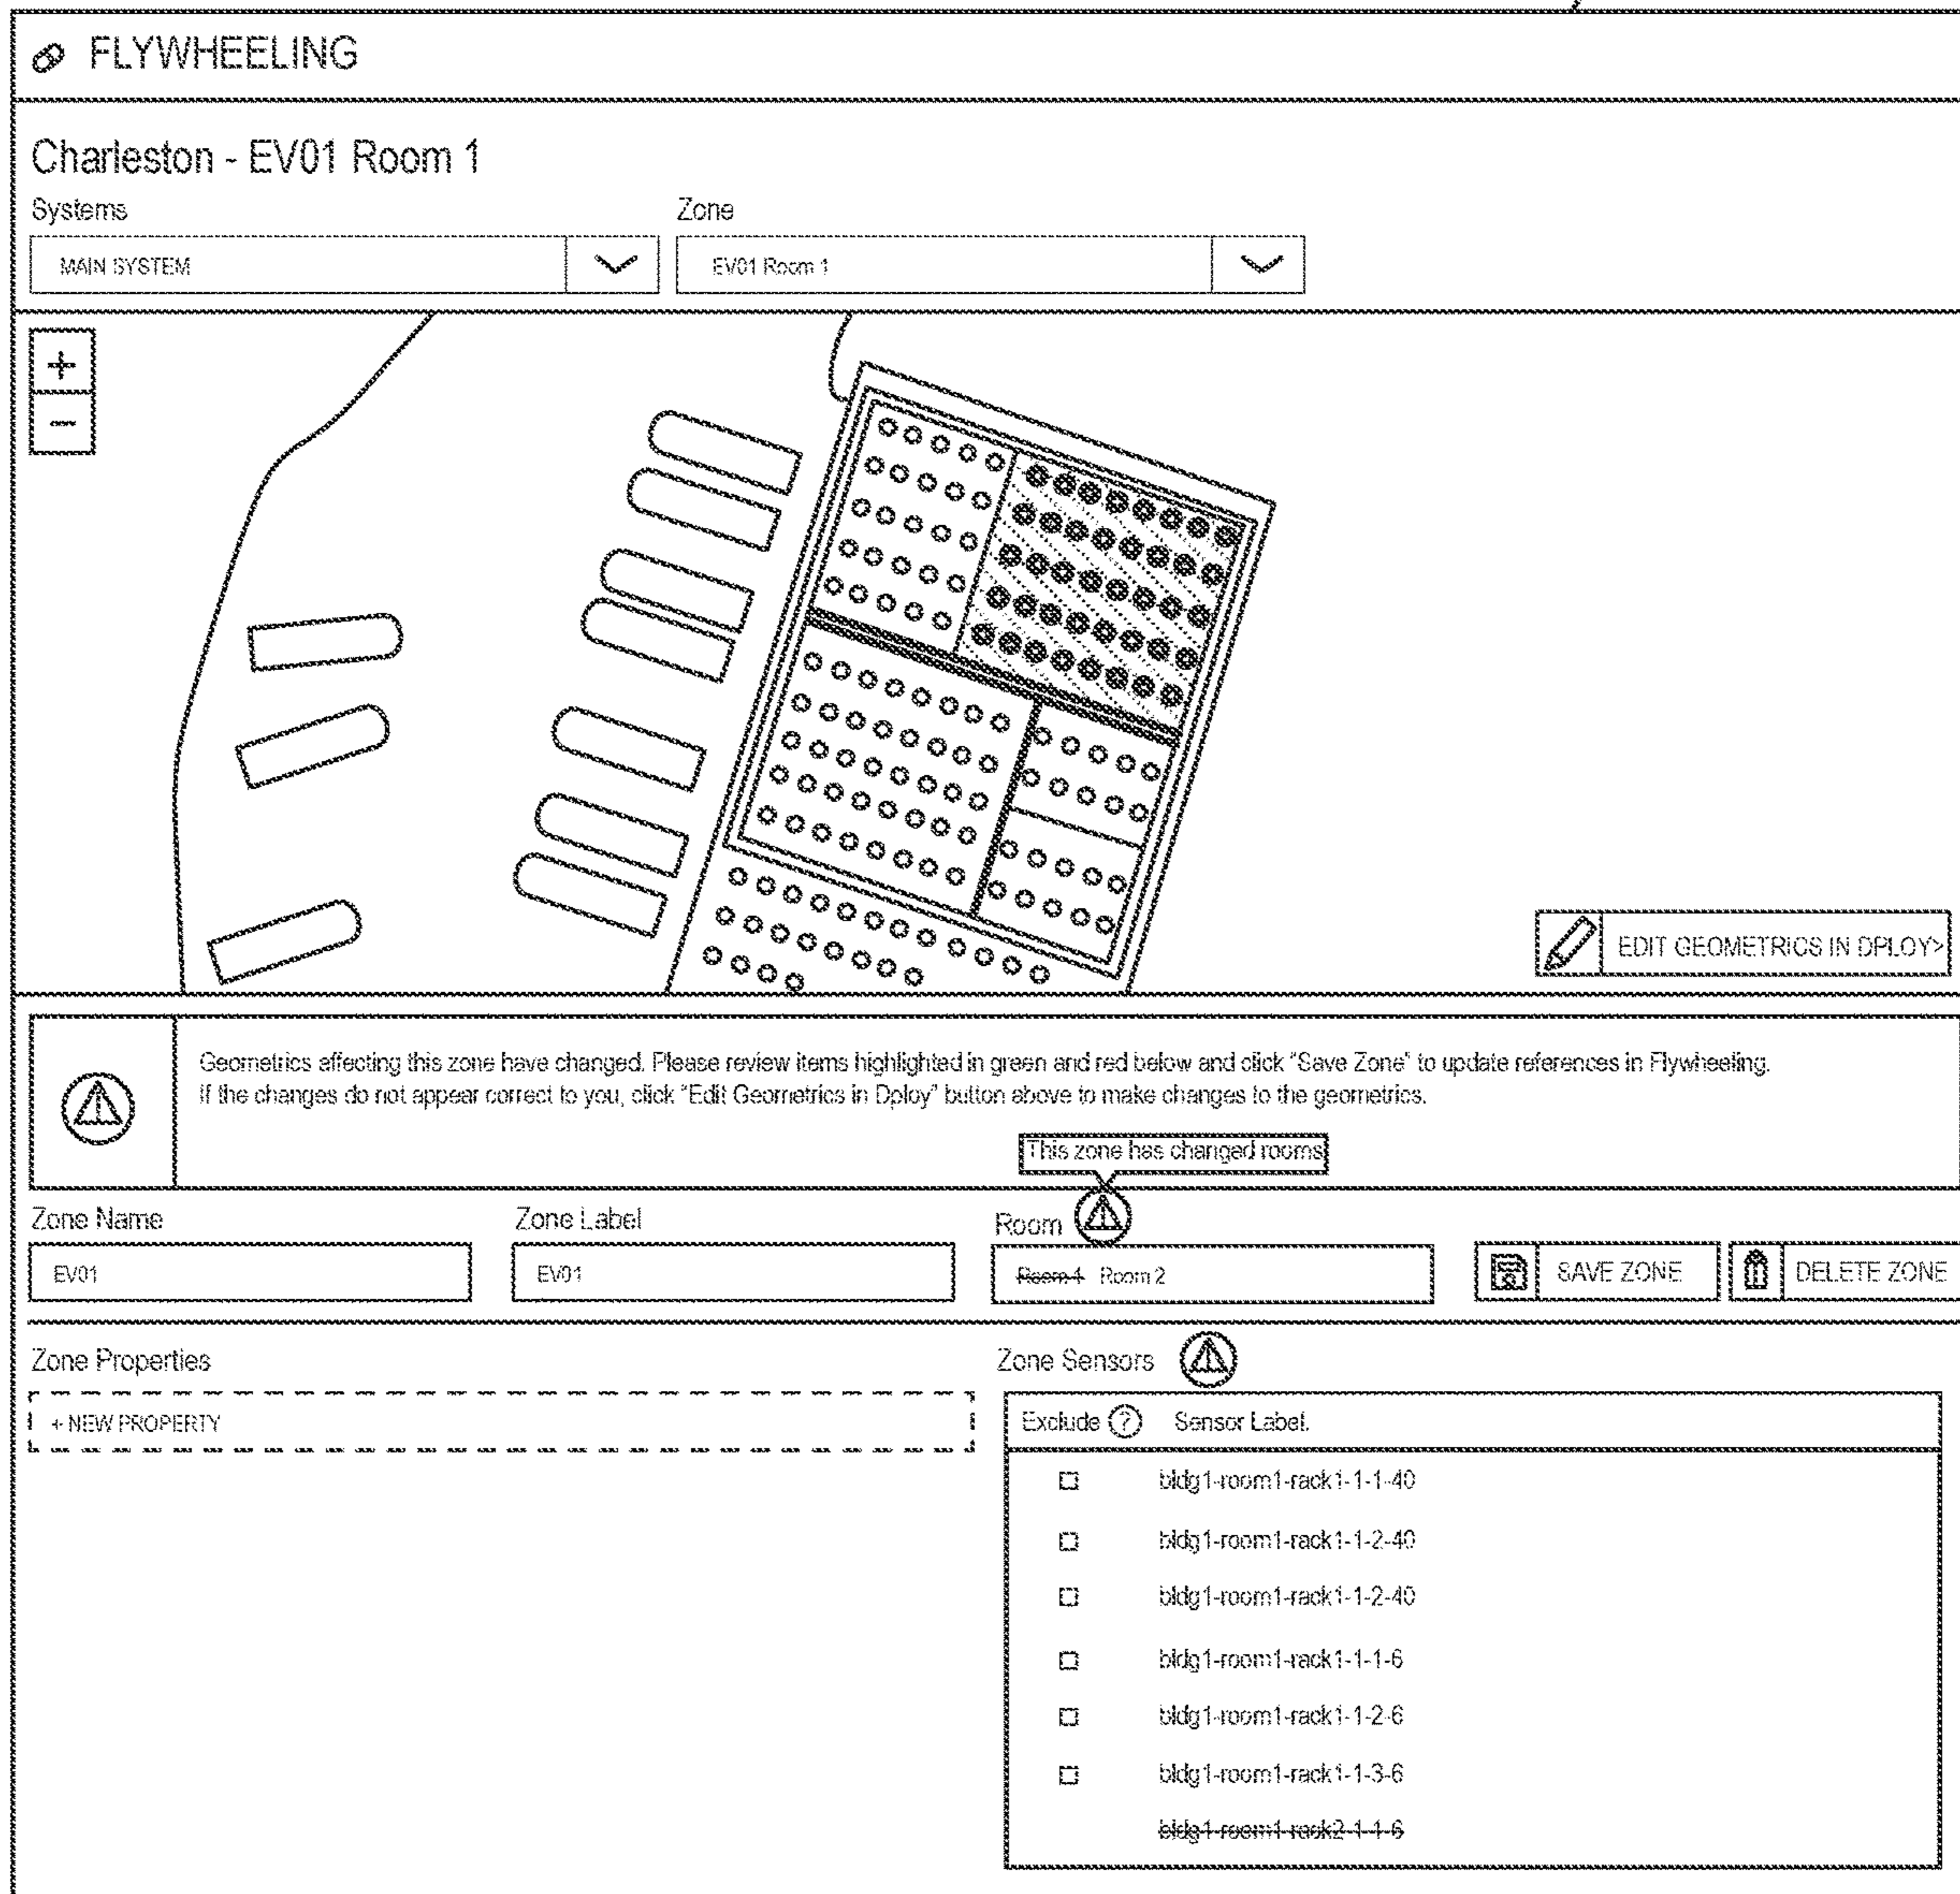 FLYWHEELING
Charleston - EV01 Room 1
Systems
Zone
MAIN SYSTEM
EV01 Room 1
+
−
EDIT GEOMETRICS IN DPLOY>
Geometrics affecting this zone have changed. Please review items highlighted in green and red below and click "Save Zone" to update references in Flywheeling.
If the changes do not appear correct to you, click "Edit Geometrics in Dploy" button above to make changes to the geometrics.
This zone has changed rooms
Zone Name
Zone Label
Room
EV01
EV01
Room 1 Room 2
SAVE ZONE
DELETE ZONE
Zone Properties
Zone Sensors
+ NEW PROPERTY
Exclude ? Sensor Label.
bldg1-room1-rack1-1-1-40
bldg1-room1-rack1-1-2-40
bldg1-room1-rack1-1-2-40
bldg1-room1-rack1-1-1-6
bldg1-room1-rack1-1-2-6
bldg1-room1-rack1-1-3-6
bldg1-room1-rack2-1-1-6